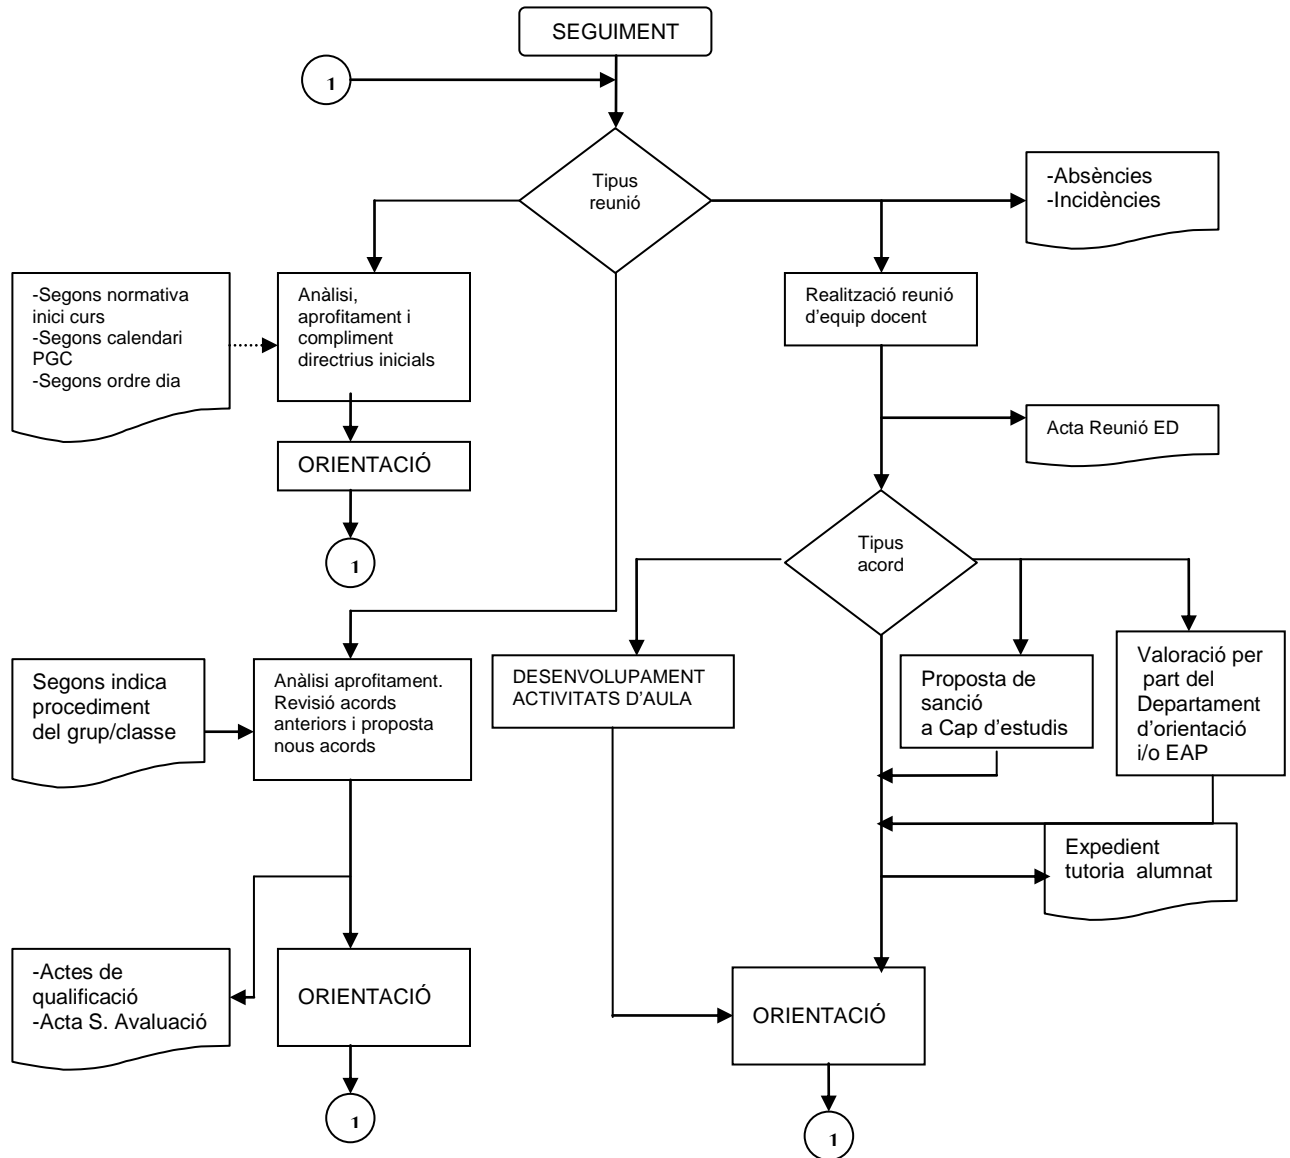 SEGUIMENT
1
Tipus
reunió
-Absències
-Incidències
-Segons normativa
inici curs
-Segons calendari
PGC
-Segons ordre dia
Anàlisi,
aprofitament i
compliment
directrius inicials
Realització reunió
d’equip docent
Acta Reunió ED
ORIENTACIÓ
1
Tipus
acord
Segons indica
procediment
del grup/classe
Anàlisi aprofitament.
Revisió acords
anteriors i proposta
nous acords
DESENVOLUPAMENT
ACTIVITATS D’AULA
Proposta de
sanció
a Cap d’estudis
Valoració per
part del
Departament
d’orientació
i/o EAP
Expedient
tutoria alumnat
-Actes de
qualificació
-Acta S. Avaluació
ORIENTACIÓ
ORIENTACIÓ
1
1